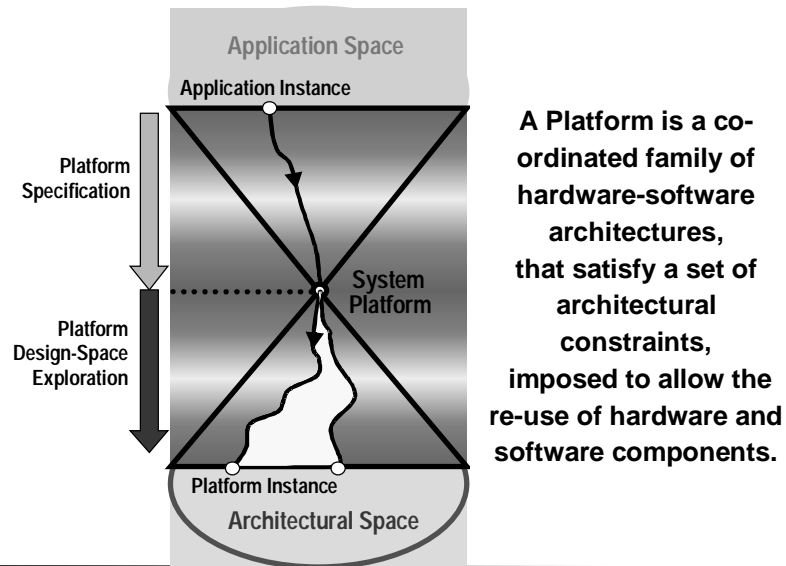 Application Space
Application Instance
Platform
Specification
System
Platform
Platform
Design-Space
Exploration
Platform Instance
Architectural Space
A Platform is a co-
ordinated family of
hardware-software
architectures,
that satisfy a set of
architectural
constraints,
imposed to allow the
re-use of hardware and
software components.